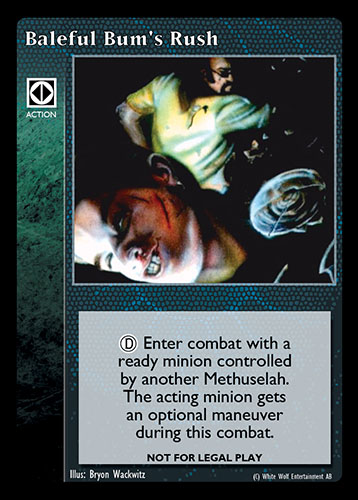 Baleful Bum's Rush
ACTION
Ⓓ Enter combat with a
ready minion controlled
by another Methuselah.
The acting minion gets
an optional maneuver
during this combat.
NOT FOR LEGAL PLAY
Illus: Bryon Wackwitz
(C) White Wolf Entertainment AB